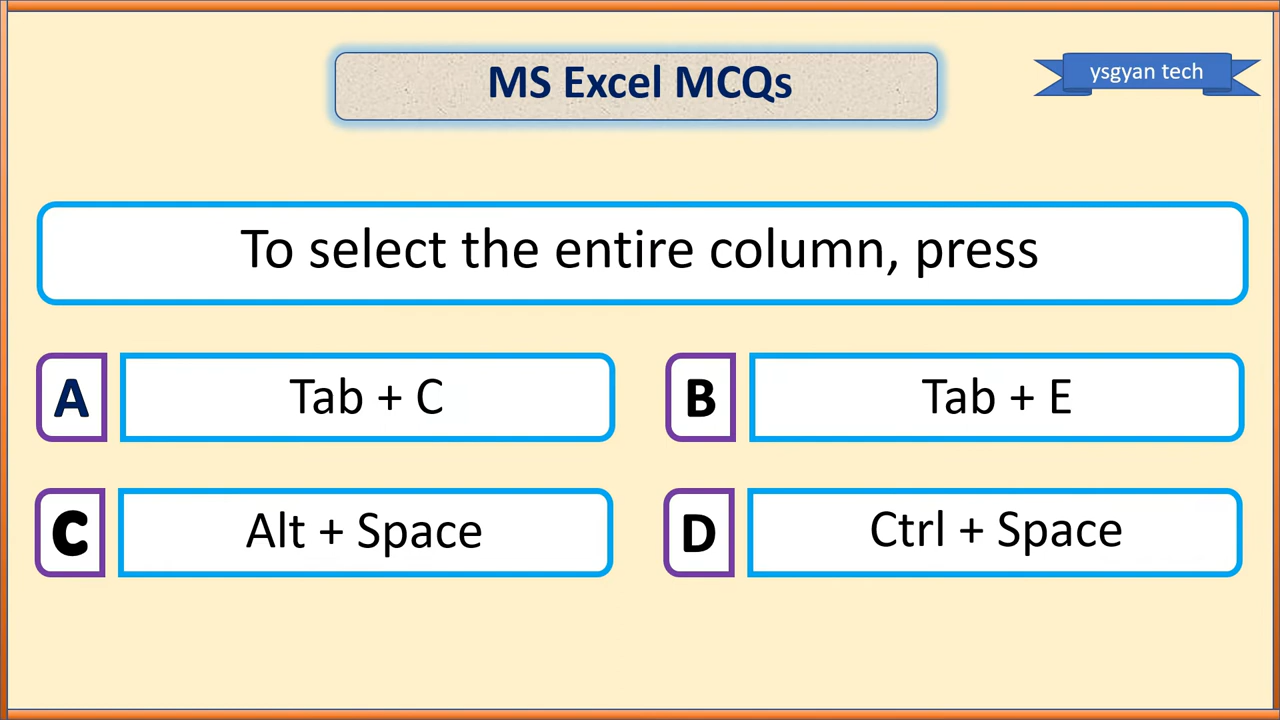 MS Excel MCQs
ysgyan tech
To select the entire column, press
A
Tab + C
B
Tab + E
C
Alt + Space
D
Ctrl + Space